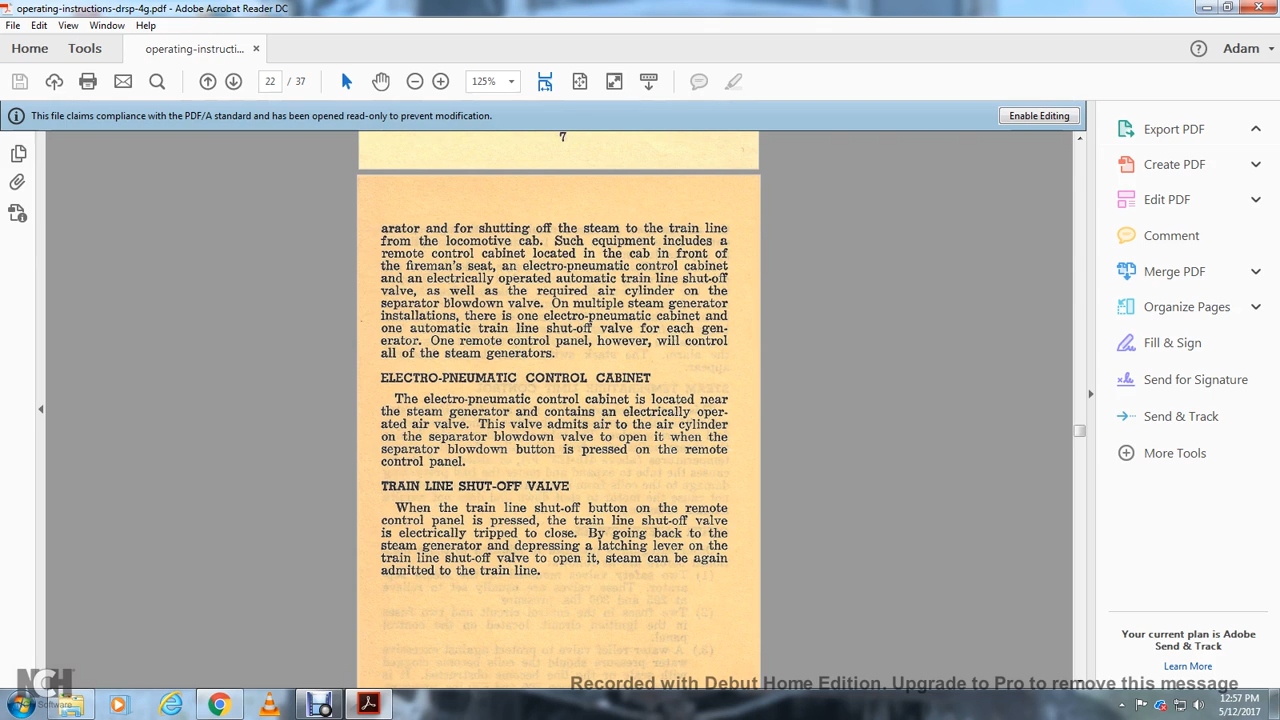 operating-instructions-drsp-4g.pdf - Adobe Acrobat Reader DC
File Edit View Window Help
Home Tools operating-instructi... × Adam
22 / 37 125%
This file claims compliance with the PDF/A standard and has been opened read-only to prevent modification. Enable Editing
7
arator and for shutting off the steam to the train line
from the locomotive cab. Such equipment includes a
remote control cabinet located in the cab in front of
the fireman's seat, an electro-pneumatic control cabinet
and an electrically operated automatic train line shut-off
valve, as well as the required air cylinder on the
separator blowdown valve. On multiple steam generator
installations, there is one electro-pneumatic cabinet and
one automatic train line shut-off valve for each gen-
erator. One remote control panel, however, will control
all of the steam generators.
ELECTRO-PNEUMATIC CONTROL CABINET
The electro-pneumatic control cabinet is located near
the steam generator and contains an electrically oper-
ated air valve. This valve admits air to the air cylinder
on the separator blowdown valve to open it when the
separator blowdown button is pressed on the remote
control panel.
TRAIN LINE SHUT-OFF VALVE
When the train line shut-off button on the remote
control panel is pressed, the train line shut-off valve
is electrically tripped to close. By going back to the
steam generator and depressing a latching lever on the
train line shut-off valve to open it, steam can be again
admitted to the train line.
Export PDF
Create PDF
Edit PDF
Comment
Merge PDF
Organize Pages
Fill & Sign
Send for Signature
Send & Track
More Tools
Your current plan is Adobe
Send & Track
Learn More
NCH
Software
Recorded with Debut Home Edition. Upgrade to Pro to remove this message
12:57 PM
5/12/2017